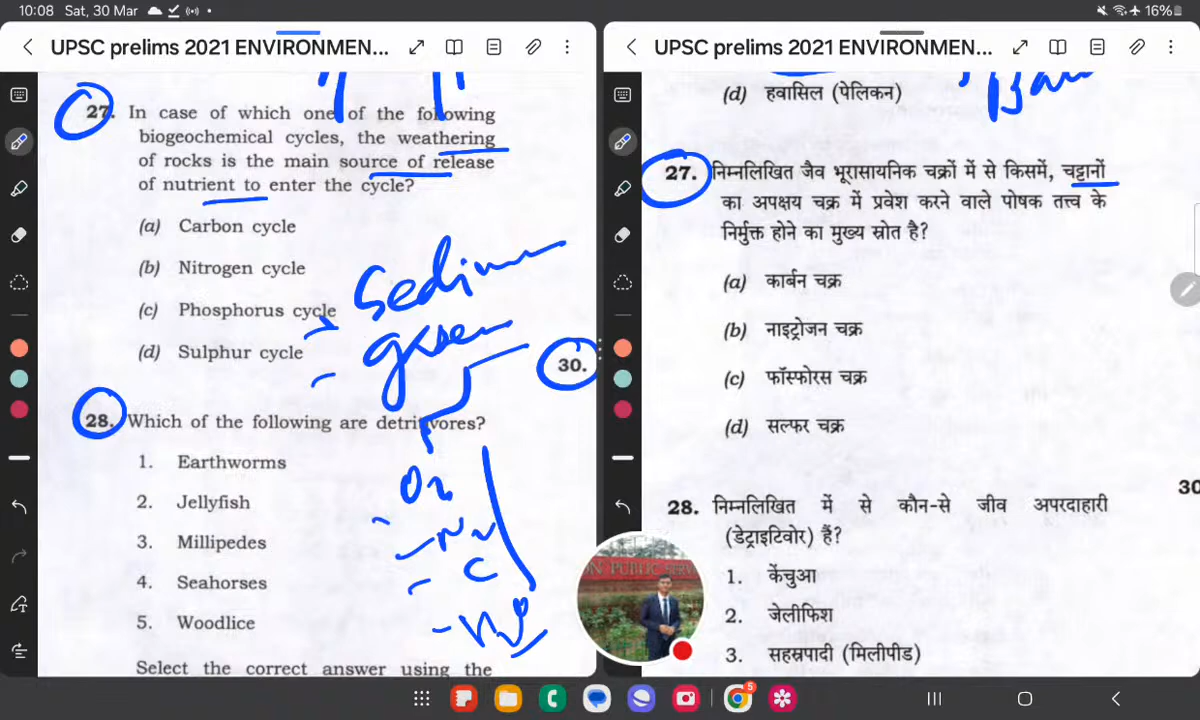 10:08 Sat, 30 Mar
16%
UPSC prelims 2021 ENVIRONMEN...
27. In case of which one of the following
biogeochemical cycles, the weathering
of rocks is the main source of release
of nutrient to enter the cycle?
(a) Carbon cycle
(b) Nitrogen cycle
(c) Phosphorus cycle
(d) Sulphur cycle
30.
28. Which of the following are detritivores?
1. Earthworms
2. Jellyfish
3. Millipedes
4. Seahorses
5. Woodlice
Select the correct answer using the
UPSC prelims 2021 ENVIRONMEN...
(d) हवासिल (पेलिकन)
27. निम्नलिखित जैव भूरासायनिक चक्रों में से किसमें, चट्टानों
का अपक्षय चक्र में प्रवेश करने वाले पोषक तत्त्व के
निर्मुक्त होने का मुख्य स्रोत है?
(a) कार्बन चक्र
(b) नाइट्रोजन चक्र
(c) फॉस्फोरस चक्र
(d) सल्फर चक्र
30
28. निम्नलिखित में से कौन-से जीव अपरदाहारी
(डेट्राइटिवोर) हैं?
1. केंचुआ
2. जेलीफिश
3. सहस्रपादी (मिलीपीड)
5